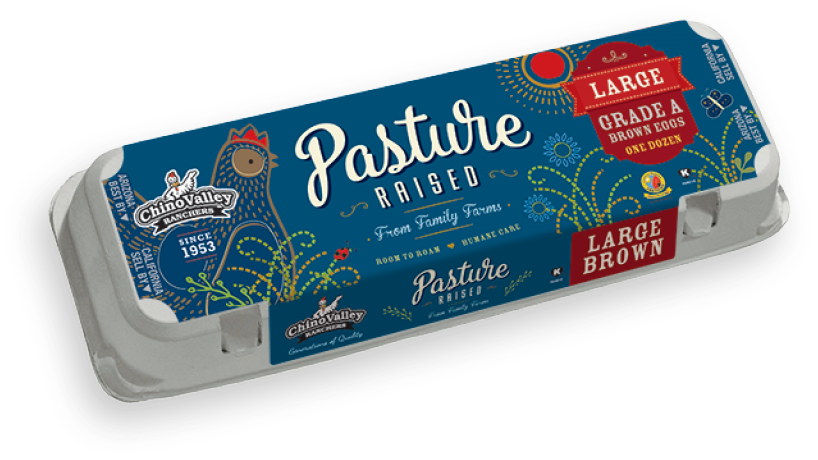 ARIZONA
BEST BY
CALIFORNIA
SELL BY
ChinoValley
RANCHERS
SINCE
1953
Pasture
RAISED
From Family Farms
ROOM TO ROAM HUMANE CARE
LARGE
GRADE A
BROWN EGGS
ONE DOZEN
K
CALIFORNIA
SELL BY
ARIZONA
BEST BY
ChinoValley
RANCHERS
Generations of Quality
Pasture
RAISED
From Family Farms
K
LARGE
BROWN